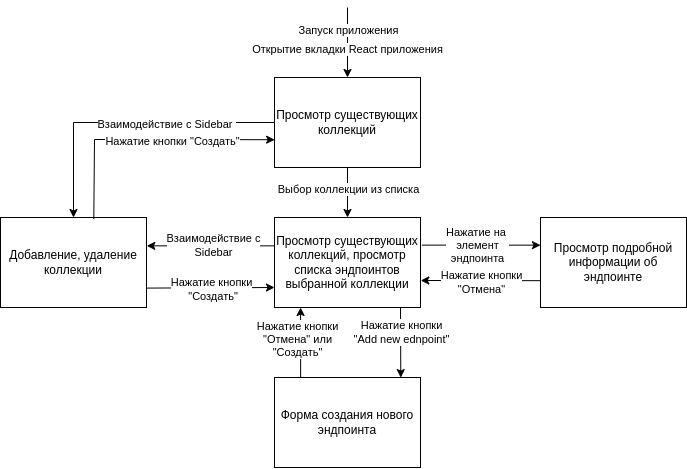 Запуск приложения
Открытие вкладки React приложения
Просмотр существующих
коллекций
Взаимодействие с Sidebar
Нажатие кнопки "Создать"
Выбор коллекции из списка
Добавление, удаление
коллекции
Взаимодействие с
Sidebar
Нажатие кнопки
"Создать"
Просмотр существующих
коллекций, просмотр
списка эндпоинтов
выбранной коллекции
Нажатие на
элемент
эндпоинта
Нажатие кнопки
"Отмена"
Просмотр подробной
информации об
эндпоинте
Нажатие кнопки
"Отмена" или
"Создать"
Нажатие кнопки
"Add new ednpoint"
Форма создания нового
эндпоинта